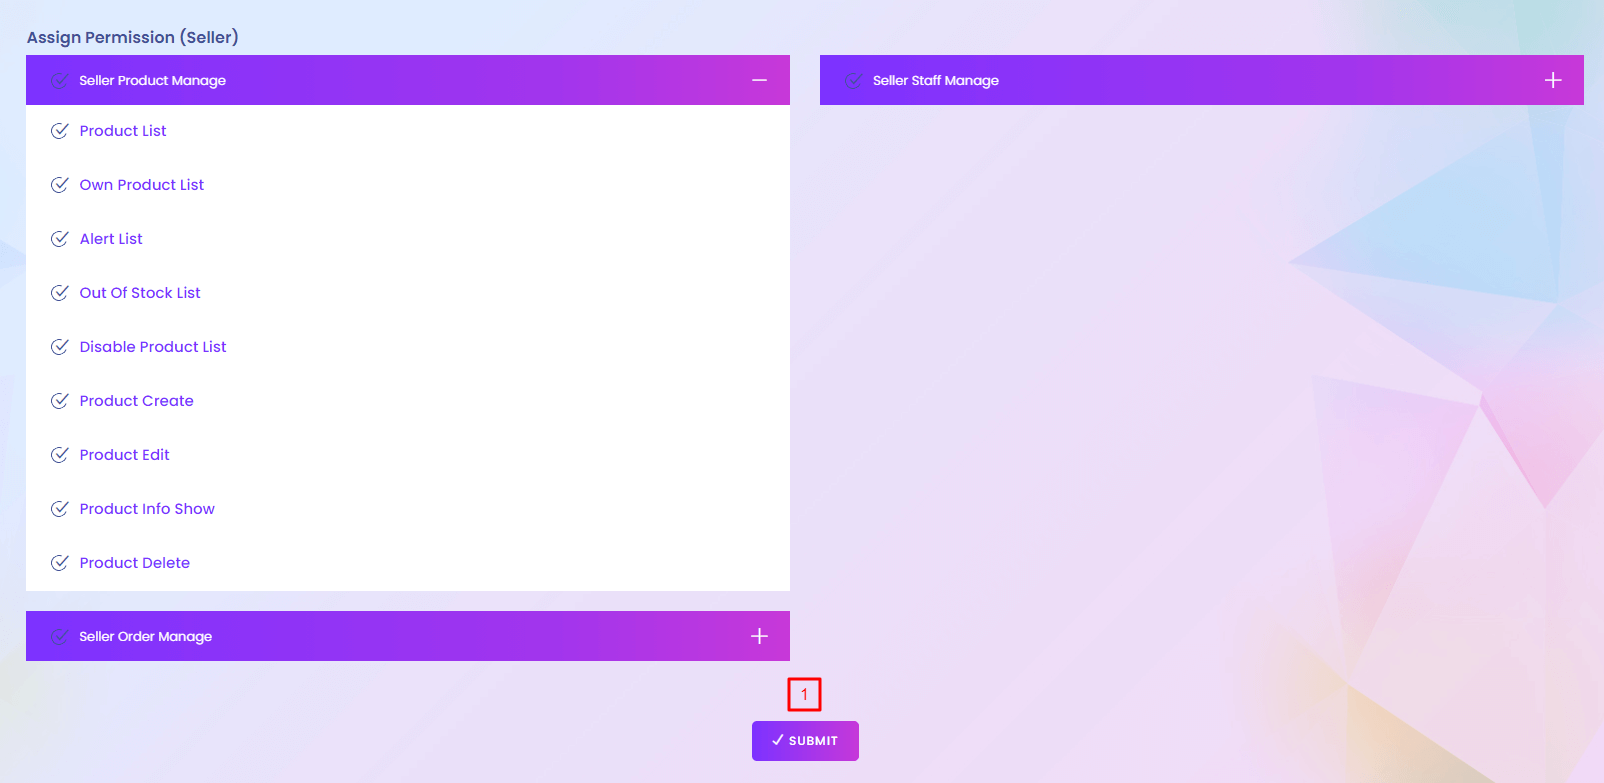 Assign Permission (Seller)
Seller Product Manage
Product List
Own Product List
Alert List
Out Of Stock List
Disable Product List
Product Create
Product Edit
Product Info Show
Product Delete
Seller Order Manage
Seller Staff Manage
1
SUBMIT